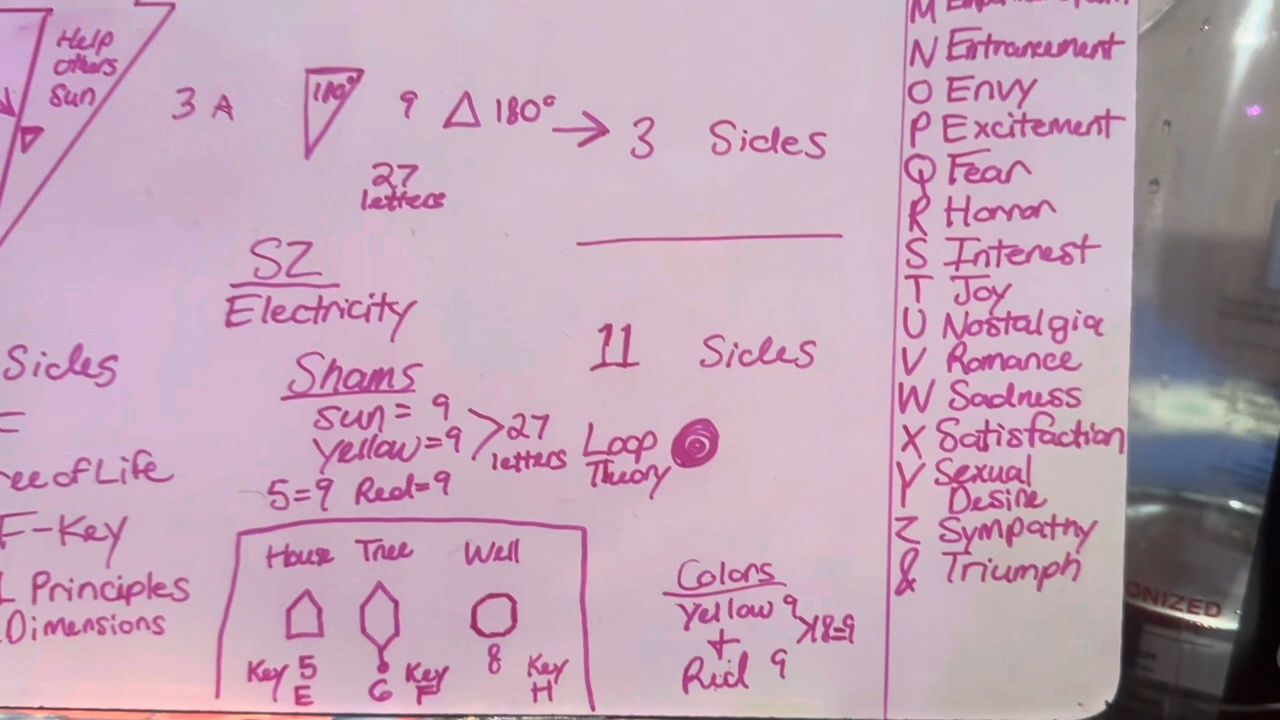 Help
others
Sun
3 A
180°
9 △ 180° → 3 Sides
27
letters
SZ
Electricity
11 Sides
Shams
Sun = 9
Yellow = 9 > 27
letters
5=9 Red=9
Loop
Theory
Sides
=
ree of Life
F-Key
L Principles
Dimensions
House Tree Well
Key 5
E
6 Key
F
8 Key
H
Colors
Yellow 9
+
Red 9
>18=9
M
N Entrancement
O Envy
P Excitement
Q Fear
R Horror
S Interest
T Joy
U Nostalgia
V Romance
W Sadness
X Satisfaction
Y Sexual
Desire
Z Sympathy
& Triumph
ONIZED